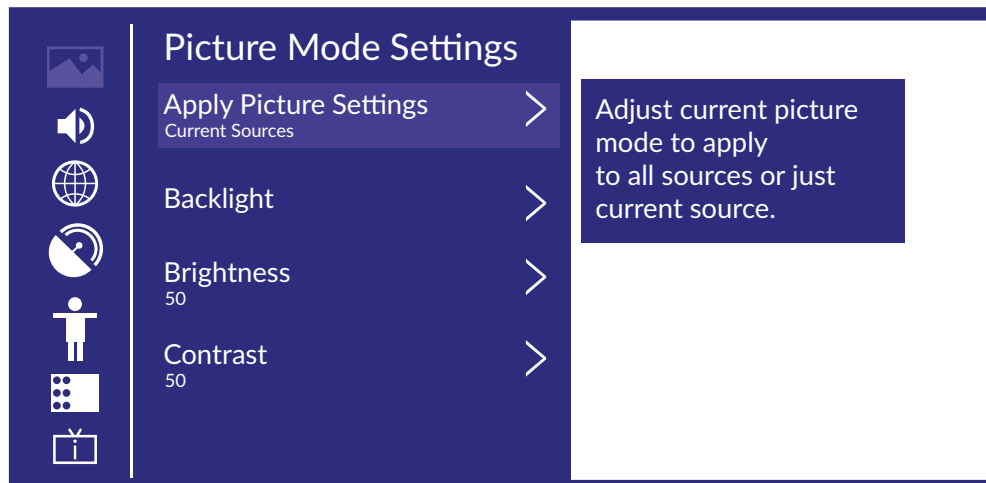 Picture Mode Settings
Apply Picture Settings
Current Sources
Backlight
Brightness
50
Contrast
50
Adjust current picture
mode to apply
to all sources or just
current source.
i